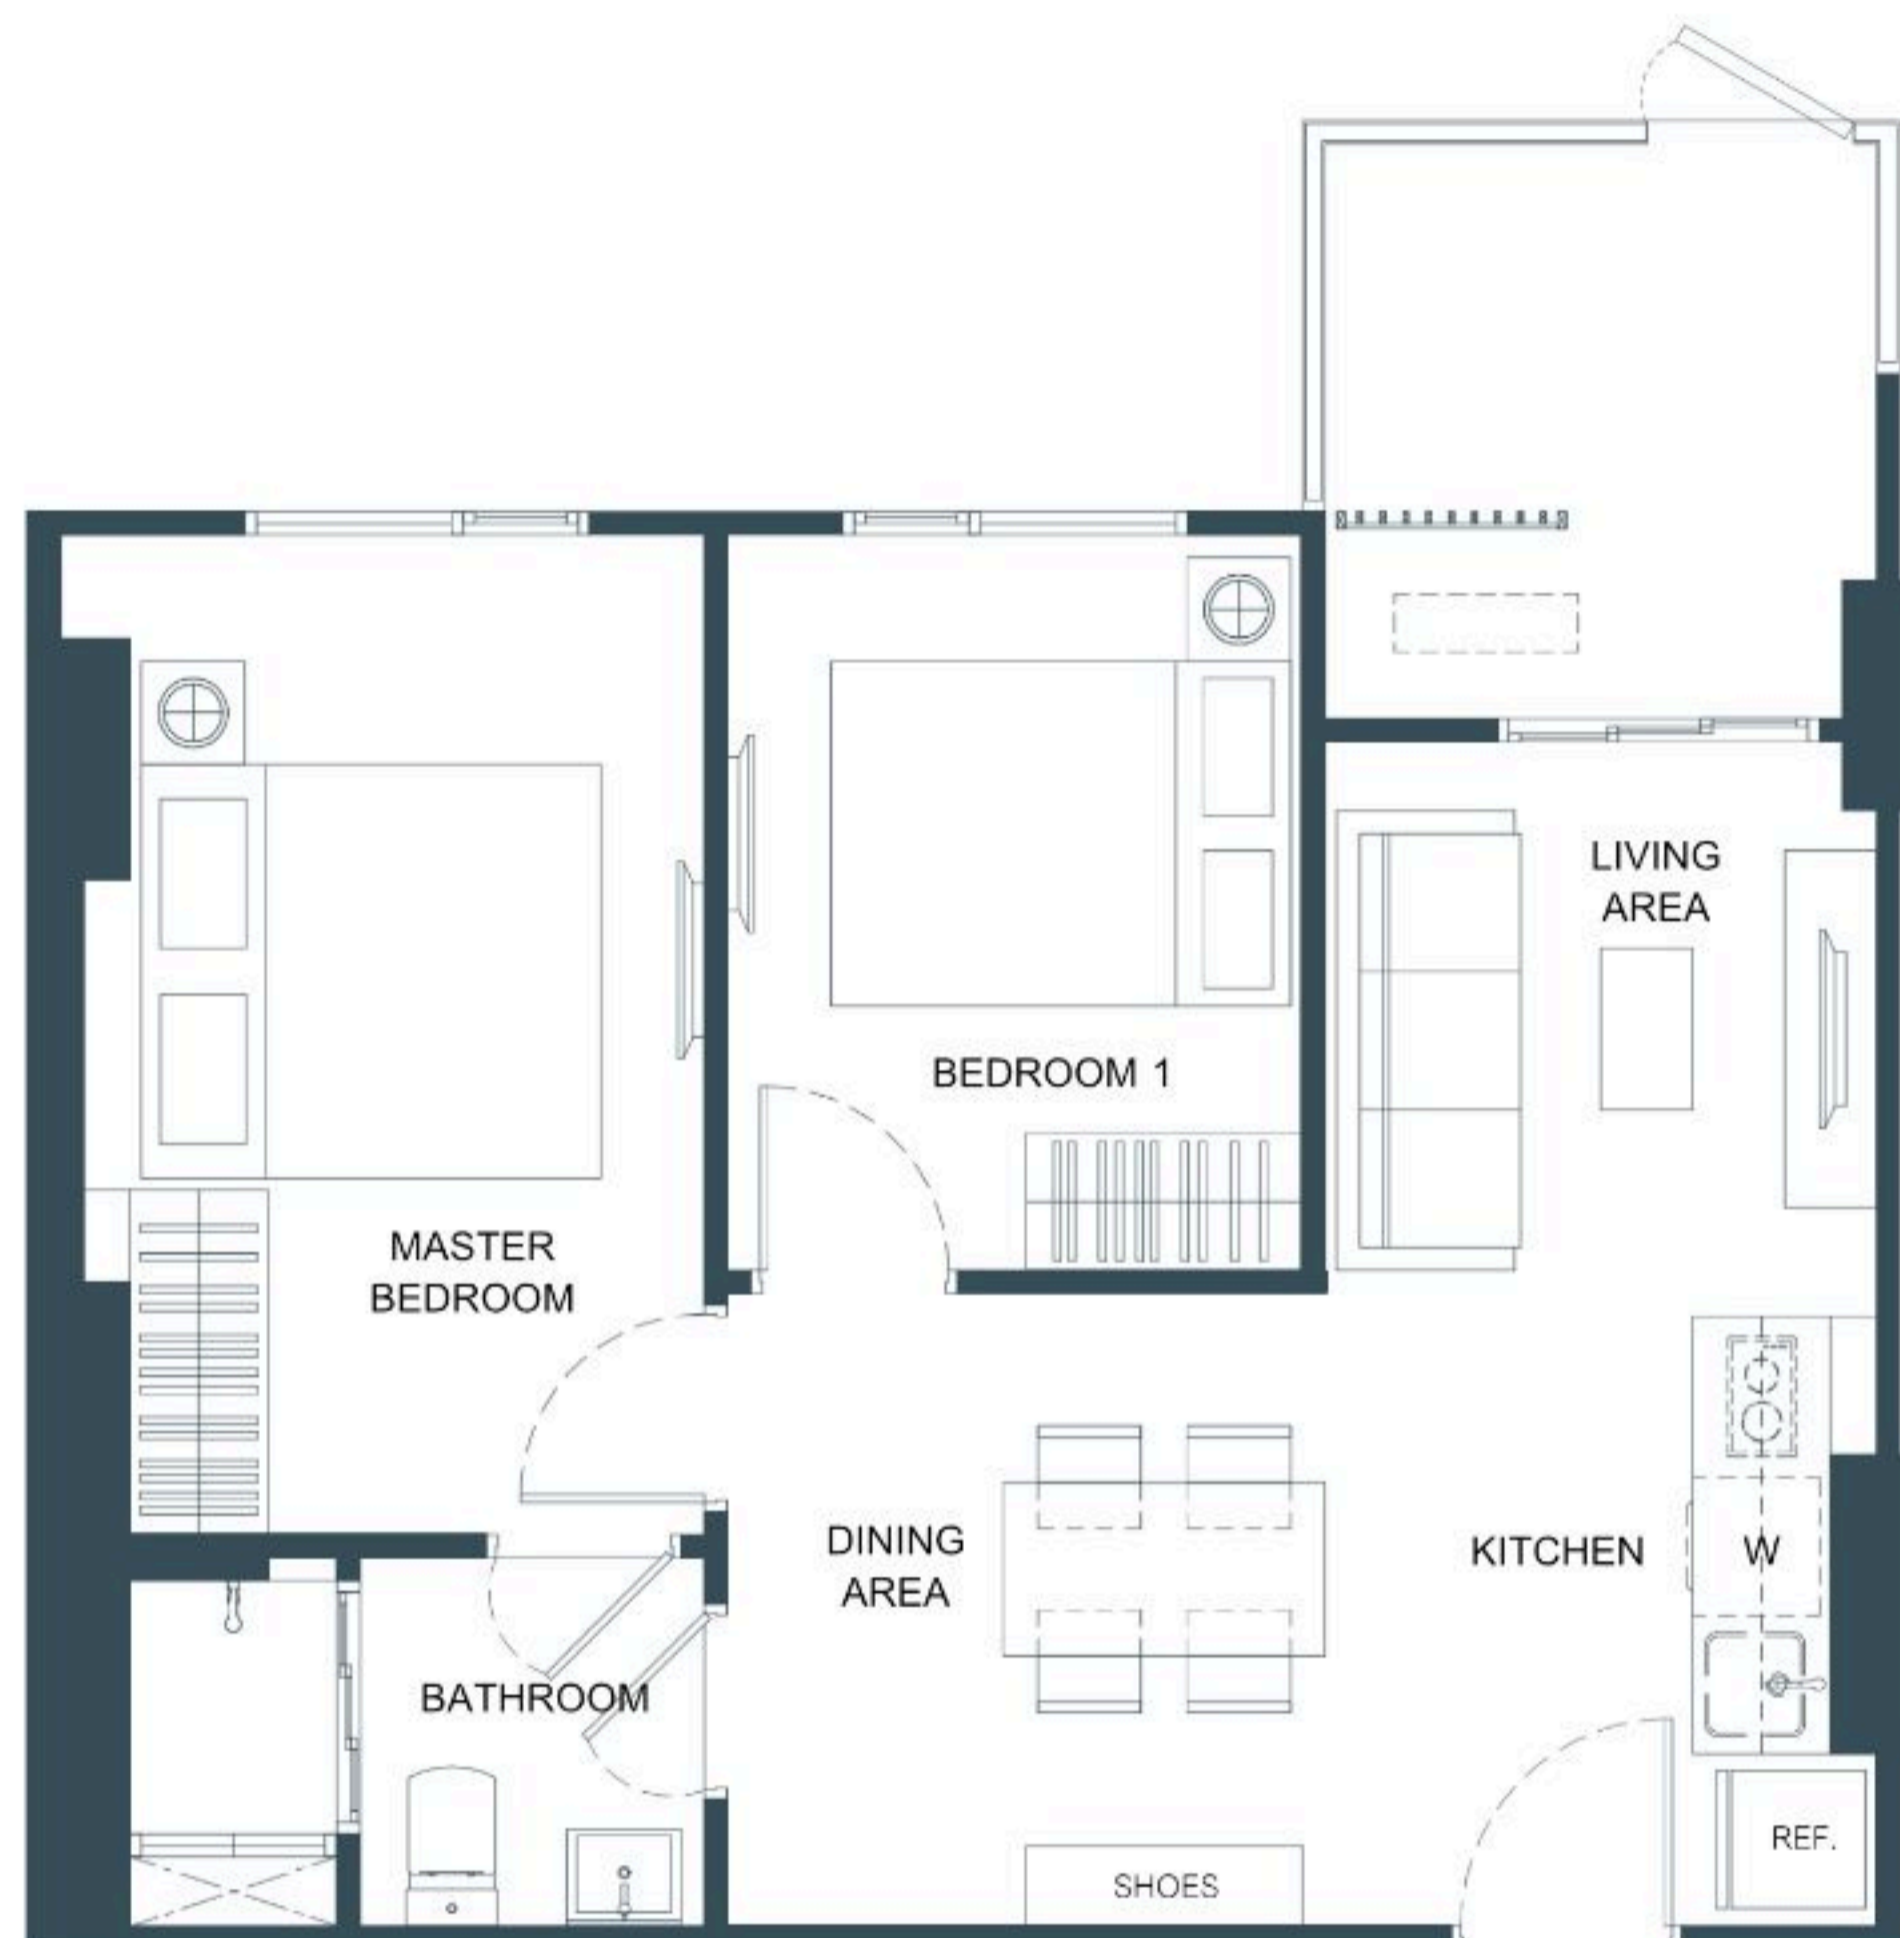 LIVING
AREA
BEDROOM 1
MASTER
BEDROOM
DINING
AREA
KITCHEN
W
BATHROOM
REF.
SHOES